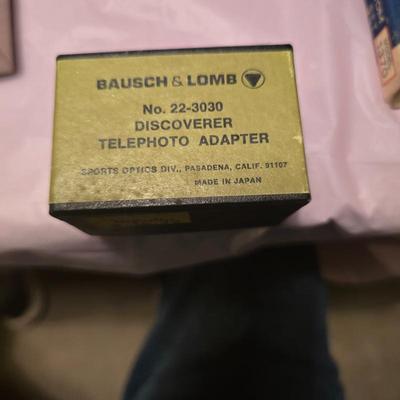 BAUSCH & LOMB
No. 22-3030
DISCOVERER
TELEPHOTO ADAPTER
SPORTS OPTICS DIV., PASADENA, CALIF. 91107
MADE IN JAPAN